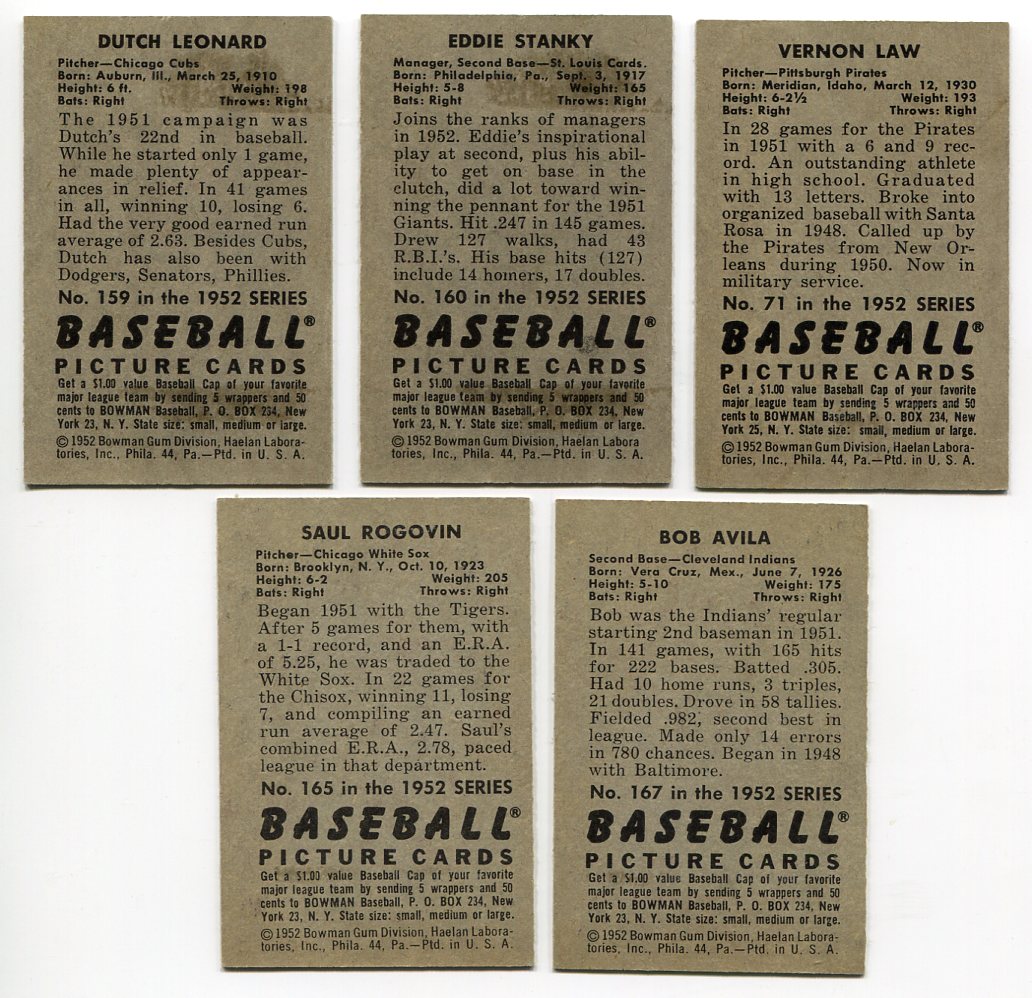 DUTCH LEONARD
Pitcher—Chicago Cubs
Born: Auburn, Ill., March 25, 1910
Height: 6 ft. Weight: 198
Bats: Right Throws: Right
The 1951 campaign was
Dutch's 22nd in baseball.
While he started only 1 game,
he made plenty of appear-
ances in relief. In 41 games
in all, winning 10, losing 6.
Had the very good earned run
average of 2.63. Besides Cubs,
Dutch has also been with
Dodgers, Senators, Phillies.
No. 159 in the 1952 SERIES
BASEBALL®
PICTURE CARDS
Get a $1.00 value Baseball Cap of your favorite
major league team by sending 5 wrappers and 50
cents to BOWMAN Baseball, P. O. BOX 234, New
York 23, N. Y. State size: small, medium or large.
© 1952 Bowman Gum Division, Haelan Labora-
tories, Inc., Phila. 44, Pa.—Ptd. in U. S. A.
EDDIE STANKY
Manager, Second Base—St. Louis Cards.
Born: Philadelphia, Pa., Sept. 3, 1917
Height: 5-8 Weight: 165
Bats: Right Throws: Right
Joins the ranks of managers
in 1952. Eddie's inspirational
play at second, plus his abil-
ity to get on base in the
clutch, did a lot toward win-
ning the pennant for the 1951
Giants. Hit .247 in 145 games.
Drew 127 walks, had 43
R.B.I.'s. His base hits (127)
include 14 homers, 17 doubles.
No. 160 in the 1952 SERIES
BASEBALL®
PICTURE CARDS
Get a $1.00 value Baseball Cap of your favorite
major league team by sending 5 wrappers and 50
cents to BOWMAN Baseball, P. O. BOX 234, New
York 23, N. Y. State size: small, medium or large.
© 1952 Bowman Gum Division, Haelan Labora
tories, Inc., Phila. 44, Pa.—Ptd. in U. S. A.
VERNON LAW
Pitcher—Pittsburgh Pirates
Born: Meridian, Idaho, March 12, 1930
Height: 6-2½ Weight: 193
Bats: Right Throws: Right
In 28 games for the Pirates
in 1951 with a 6 and 9 rec-
ord. An outstanding athlete
in high school. Graduated
with 13 letters. Broke into
organized baseball with Santa
Rosa in 1948. Called up by
the Pirates from New Or-
leans during 1950. Now in
military service.
No. 71 in the 1952 SERIES
BASEBALL®
PICTURE CARDS
Get a $1.00 value Baseball Cap of your favorite
major league team by sending 5 wrappers and 50
cents to BOWMAN Baseball, P. O. BOX 234, New
York 25, N. Y. State size: small, medium or large.
© 1952 Bowman Gum Division, Haelan Labora-
tories, Inc., Phila. 44, Pa.—Ptd. in U. S. A.
SAUL ROGOVIN
Pitcher—Chicago White Sox
Born: Brooklyn, N. Y., Oct. 10, 1923
Height: 6-2 Weight: 205
Bats: Right Throws: Right
Began 1951 with the Tigers.
After 5 games for them, with
a 1-1 record, and an E.R.A.
of 5.25, he was traded to the
White Sox. In 22 games for
the Chisox, winning 11, losing
7, and compiling an earned
run average of 2.47. Saul's
combined E.R.A., 2.78, paced
league in that department.
No. 165 in the 1952 SERIES
BASEBALL®
PICTURE CARDS
Get a $1.00 value Baseball Cap of your favorite
major league team by sending 5 wrappers and 50
cents to BOWMAN Baseball, P. O. BOX 234, New
York 23, N. Y. State size: small, medium or large.
© 1952 Bowman Gum Division, Haelan Labora-
tories, Inc., Phila. 44, Pa.—Ptd. in U. S. A.
BOB AVILA
Second Base—Cleveland Indians
Born: Vera Cruz, Mex., June 7, 1926
Height: 5-10 Weight: 175
Bats: Right Throws: Right
Bob was the Indians' regular
starting 2nd baseman in 1951.
In 141 games, with 165 hits
for 222 bases. Batted .305.
Had 10 home runs, 3 triples,
21 doubles. Drove in 58 tallies.
Fielded .982, second best in
league. Made only 14 errors
in 780 chances. Began in 1948
with Baltimore.
No. 167 in the 1952 SERIES
BASEBALL®
PICTURE CARDS
Get a $1.00 value Baseball Cap of your favorite
major league team by sending 5 wrappers and 50
cents to BOWMAN Baseball, P. O. BOX 234, New
York 23, N. Y. State size: small, medium or large.
© 1952 Bowman Gum Division, Haelan Labora-
tories, Inc., Phila. 44, Pa.—Ptd. in U. S. A.